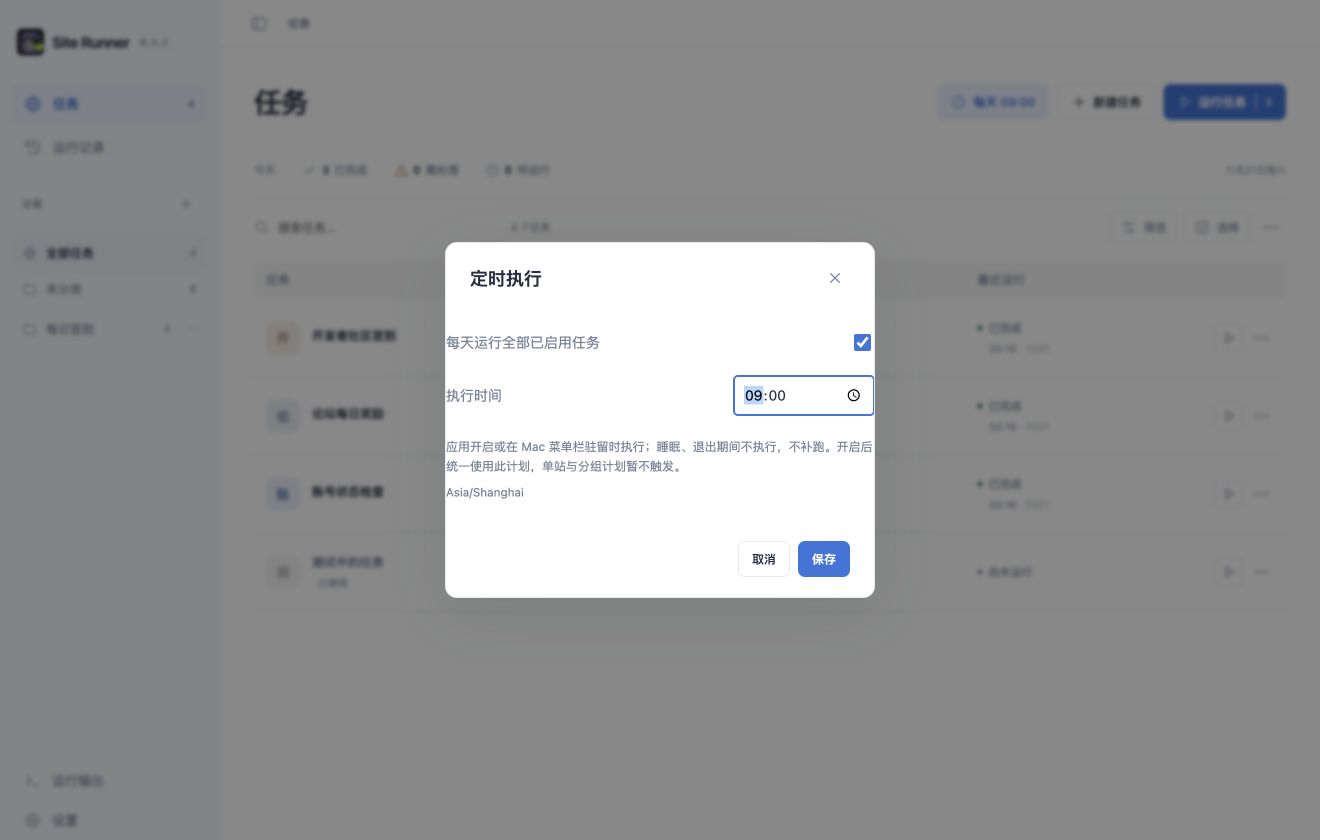 Site Runner
任务
任务
4
运行记录
分组
全部任务
4
未分类
0
每日签到
4
运行输出
设置
任务
每天 09:00
新建任务
运行任务
今天
3 已完成
0 需处理
0 待运行
搜索任务...
4 个任务
筛选
选择
任务
最近运行
开发者社区签到
已完成
论坛每日奖励
已完成
账号状态检查
已完成
测试中的任务
已停用
尚未运行
定时执行
每天运行全部已启用任务
执行时间
09:00
应用开启或在 Mac 菜单栏驻留时执行；睡眠、退出期间不执行，不补跑。开启后
统一使用此计划，单站与分组计划暂不触发。
Asia/Shanghai
取消
保存